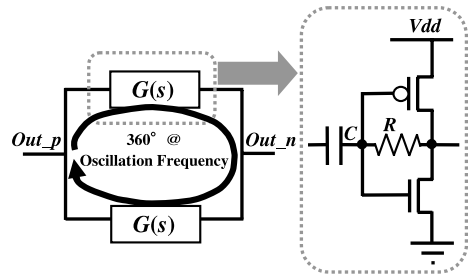 Vdd
G(s)
C
R
Out_p
360° @
Oscillation Frequency
Out_n
G(s)